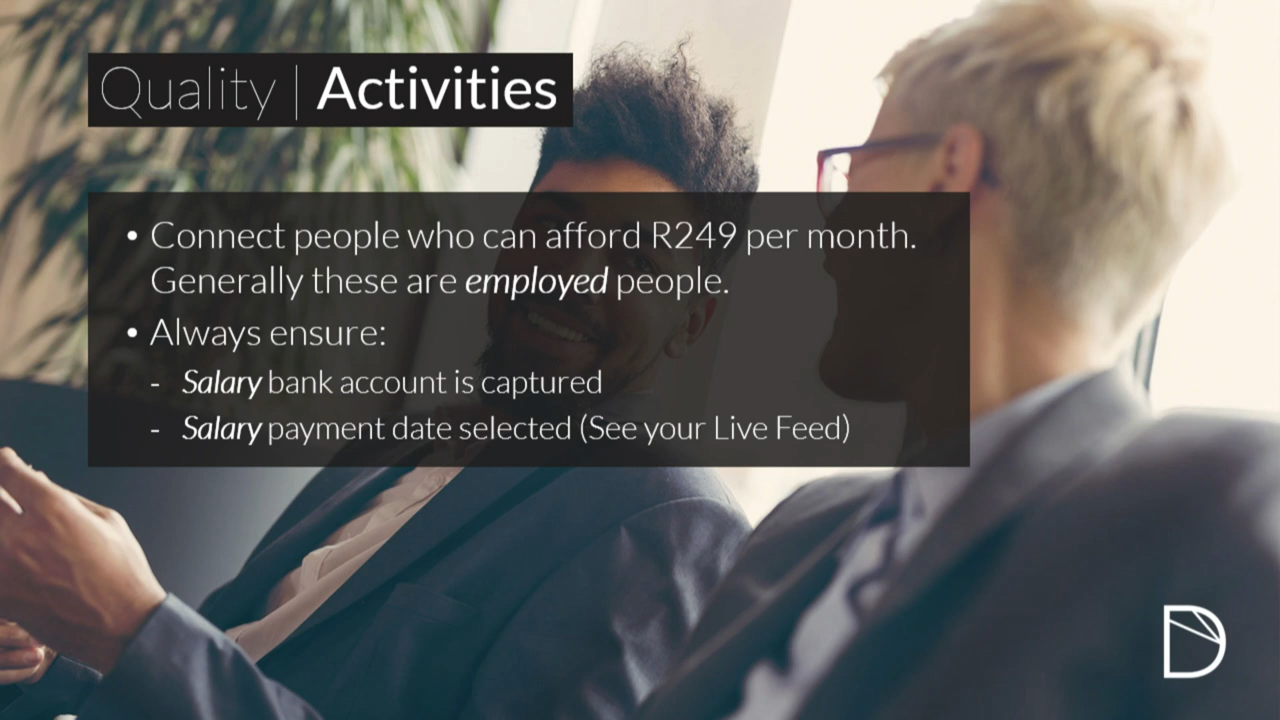 Quality | Activities
• Connect people who can afford R249 per month.
Generally these are employed people.
• Always ensure:
- Salary bank account is captured
- Salary payment date selected (See your Live Feed)